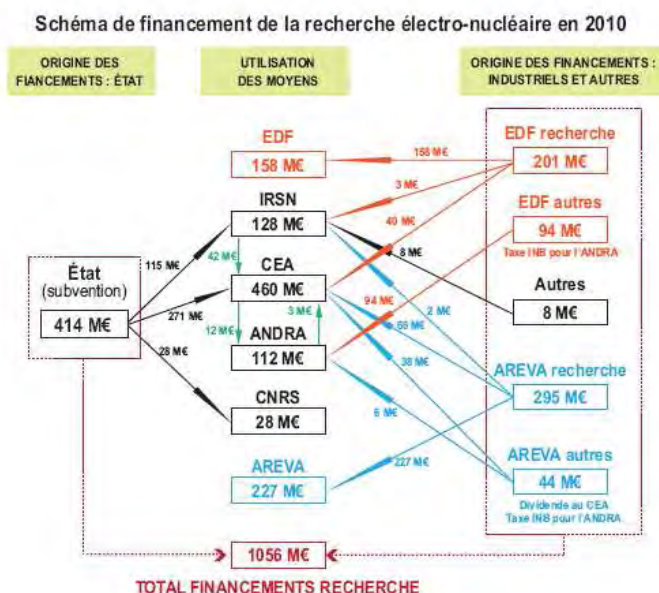 Schéma de financement de la recherche électro-nucléaire en 2010
ORIGINE DES
FIANCEMENTS : ÉTAT
UTILISATION
DES MOYENS
ORIGINE DES FINANCEMENTS :
INDUSTRIELS ET AUTRES
EDF
158 M€
IRSN
128 M€
CEA
460 M€
ANDRA
112 M€
CNRS
28 M€
AREVA
227 M€
État
(subvention)
414 M€
115 M€
271 M€
28 M€
42 M€
12 M€
3 M€
158 M€
3 M€
40 M€
8 M€
94 M€
2 M€
38 M€
6 M€
227 M€
EDF recherche
201 M€
EDF autres
94 M€
Taxe INB pour l'ANDRA
Autres
8 M€
AREVA recherche
295 M€
AREVA autres
44 M€
Dividende au CEA
Taxe INB pour l'ANDRA
1056 M€
TOTAL FINANCEMENTS RECHERCHE